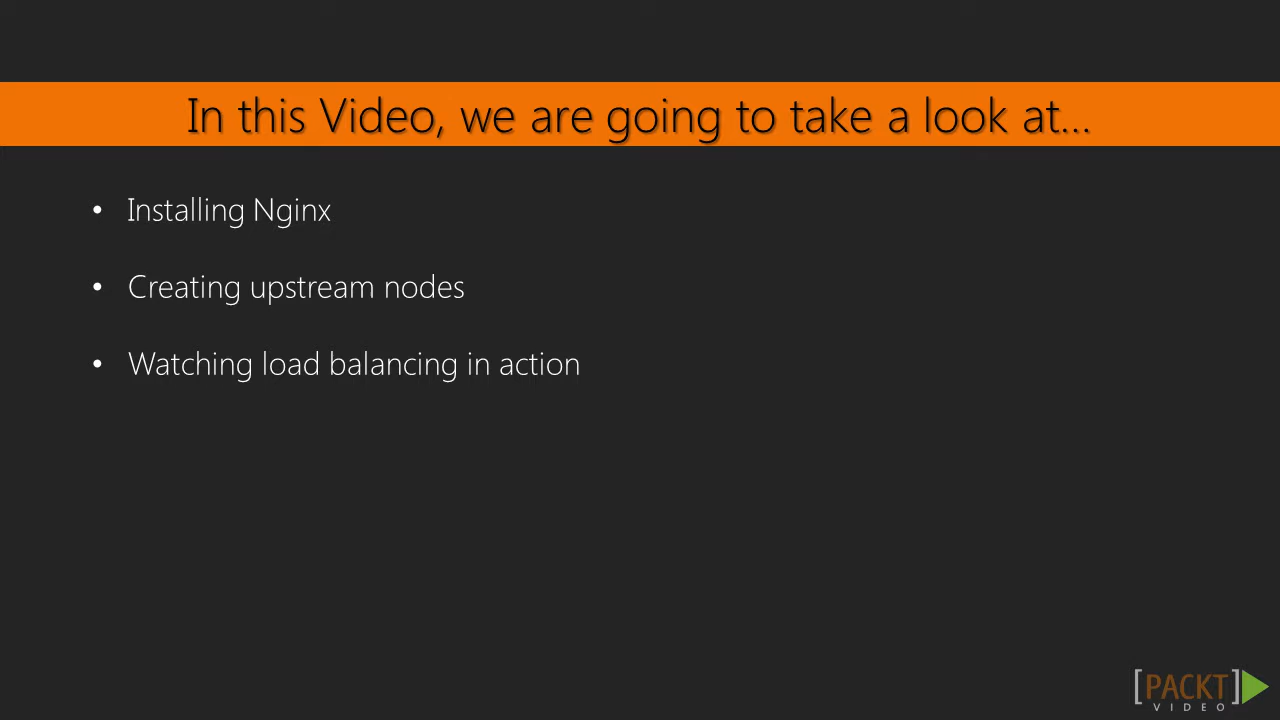 In this Video, we are going to take a look at...
• Installing Nginx
• Creating upstream nodes
• Watching load balancing in action
[PACKT]
VIDEO